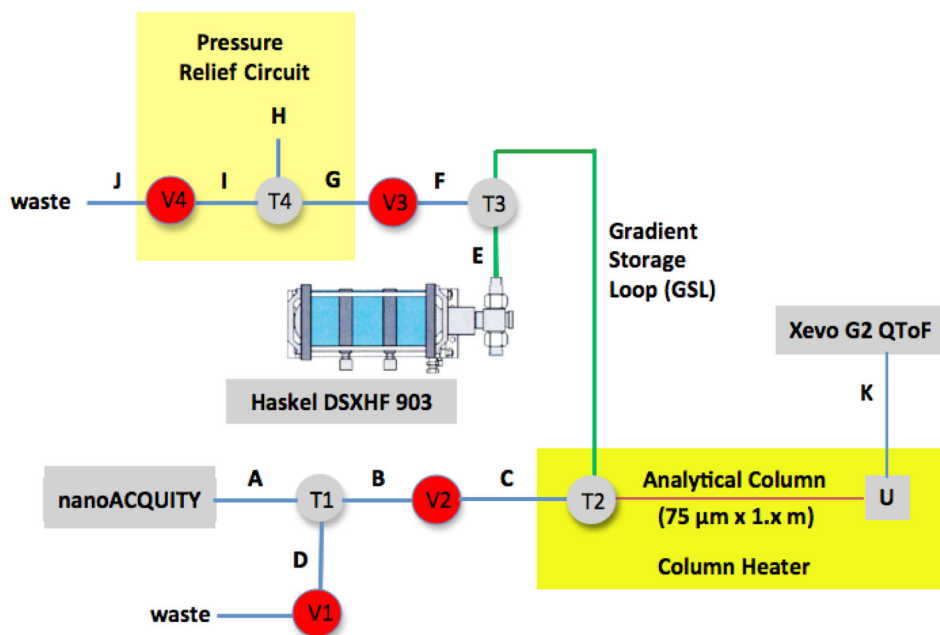 Pressure
Relief Circuit
H
J
I
G
F
waste
V4
T4
V3
T3
E
Gradient
Storage
Loop (GSL)
Xevo G2 QToF
Haskel DSXHF 903
K
A
B
C
Analytical Column
nanoACQUITY
T1
V2
T2
U
(75 µm x 1.x m)
D
Column Heater
waste
V1